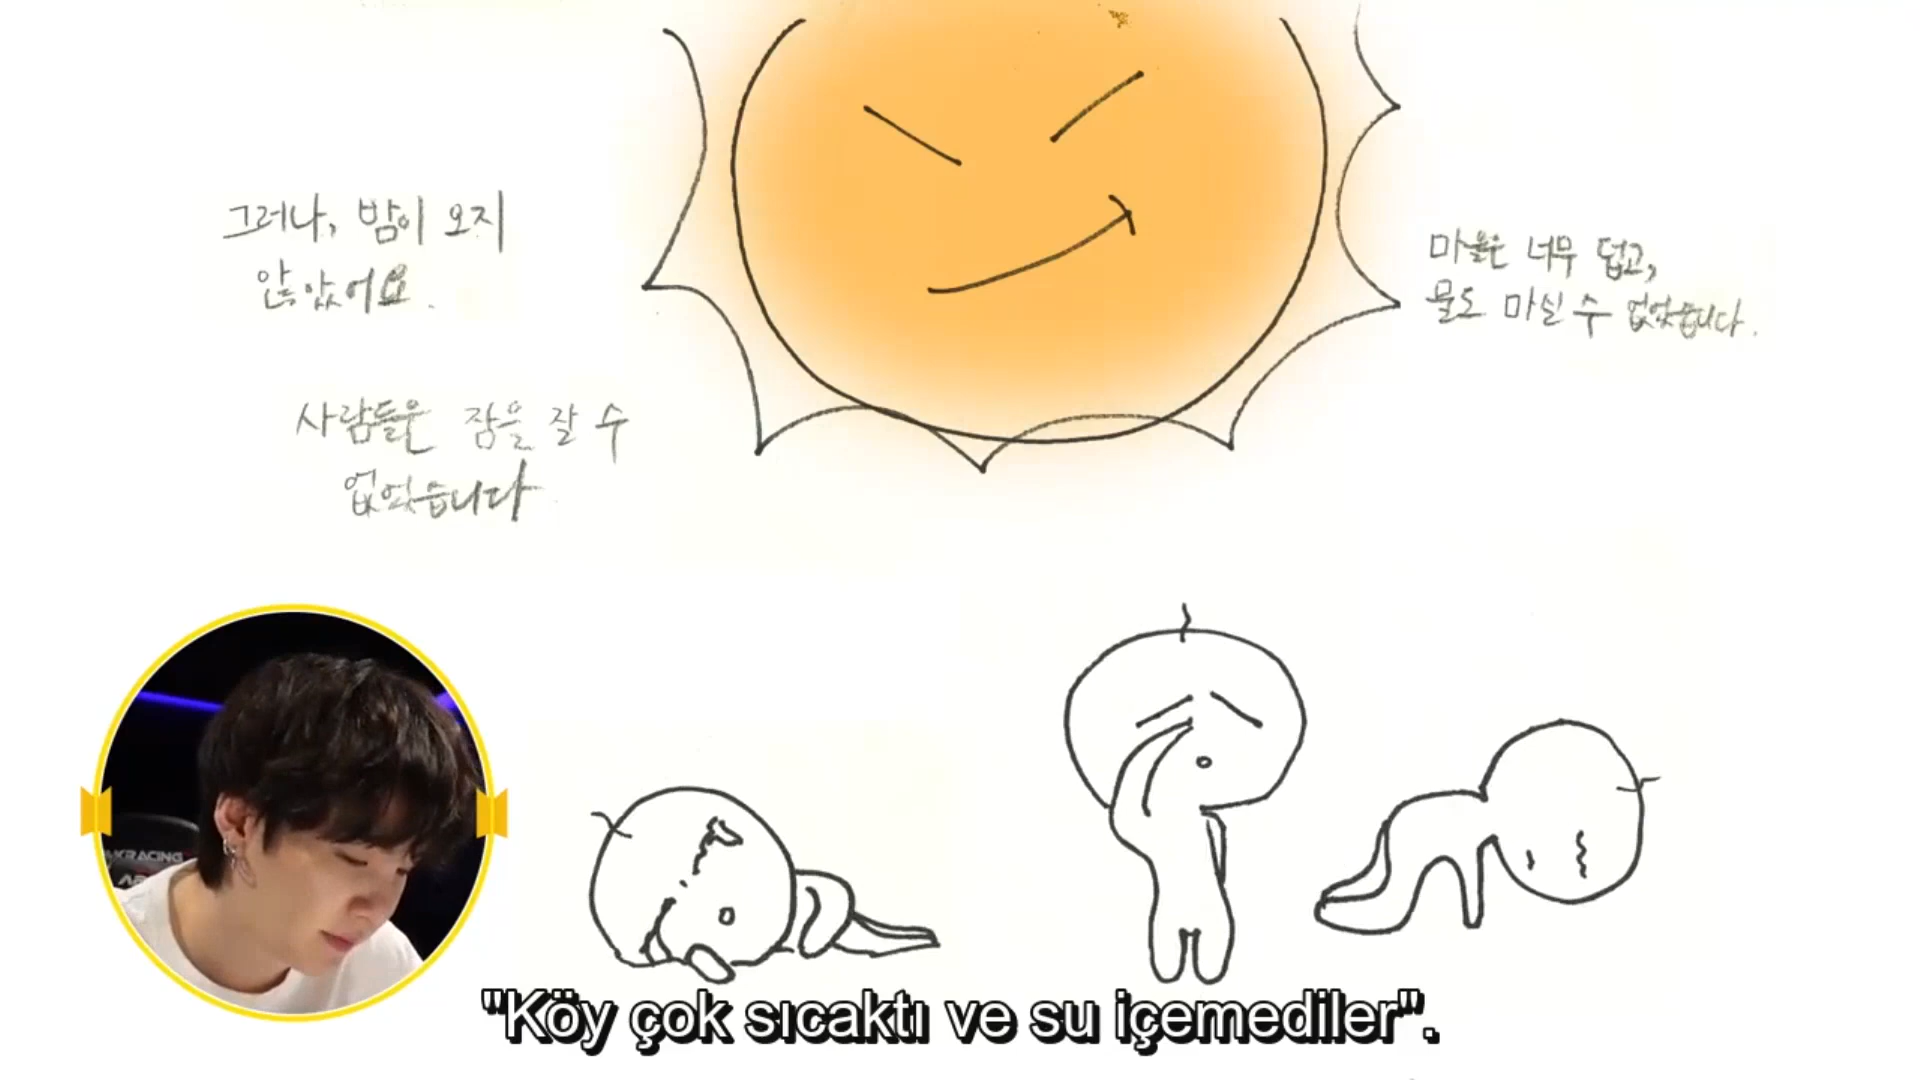 그러나, 밤이 오지
않았어요.
사람들은 잠을 잘 수
없었습니다
마을은 너무 덥고,
물도 마실 수 없었습니다.
AKRACING
"Köy çok sıcaktı ve su içemediler".